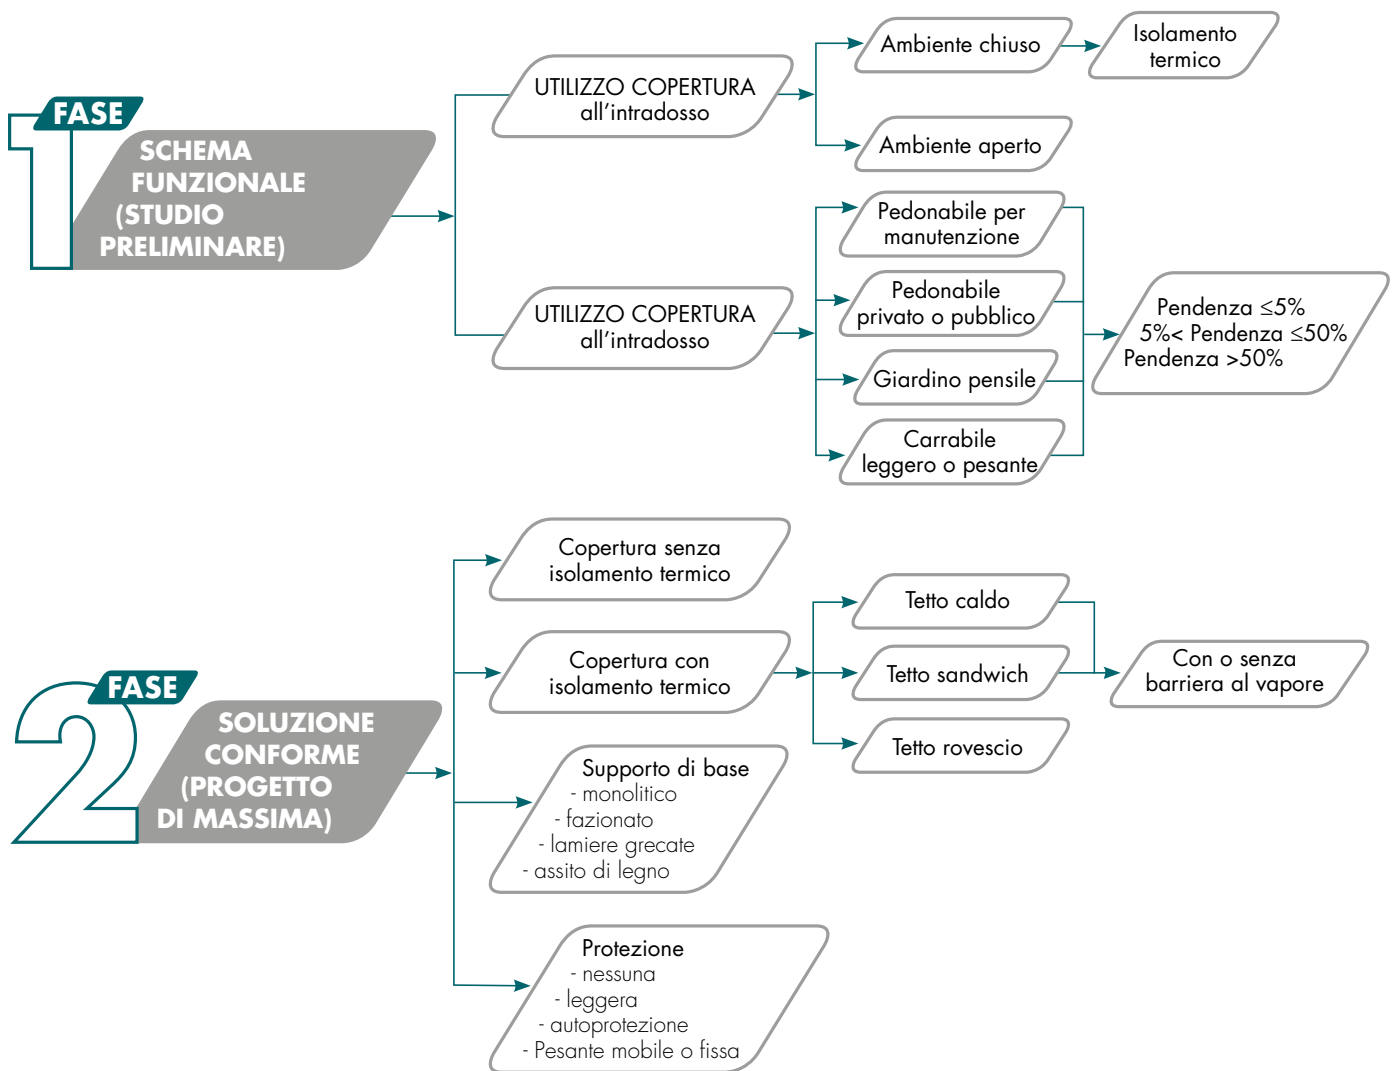 1
FASE
SCHEMA
FUNZIONALE
(STUDIO
PRELIMINARE)
UTILIZZO COPERTURA
all'intradosso
Ambiente chiuso
Isolamento
termico
Ambiente aperto
UTILIZZO COPERTURA
all'intradosso
Pedonabile per
manutenzione
Pedonabile
privato o pubblico
Giardino pensile
Carrabile
leggero o pesante
Pendenza ≤5%
5%< Pendenza ≤50%
Pendenza >50%
2
FASE
SOLUZIONE
CONFORME
(PROGETTO
DI MASSIMA)
Copertura senza
isolamento termico
Copertura con
isolamento termico
Tetto caldo
Tetto sandwich
Tetto rovescio
Con o senza
barriera al vapore
Supporto di base
- monolitico
- fazionato
- lamiere grecate
- assito di legno
Protezione
- nessuna
- leggera
- autoprotezione
- Pesante mobile o fissa